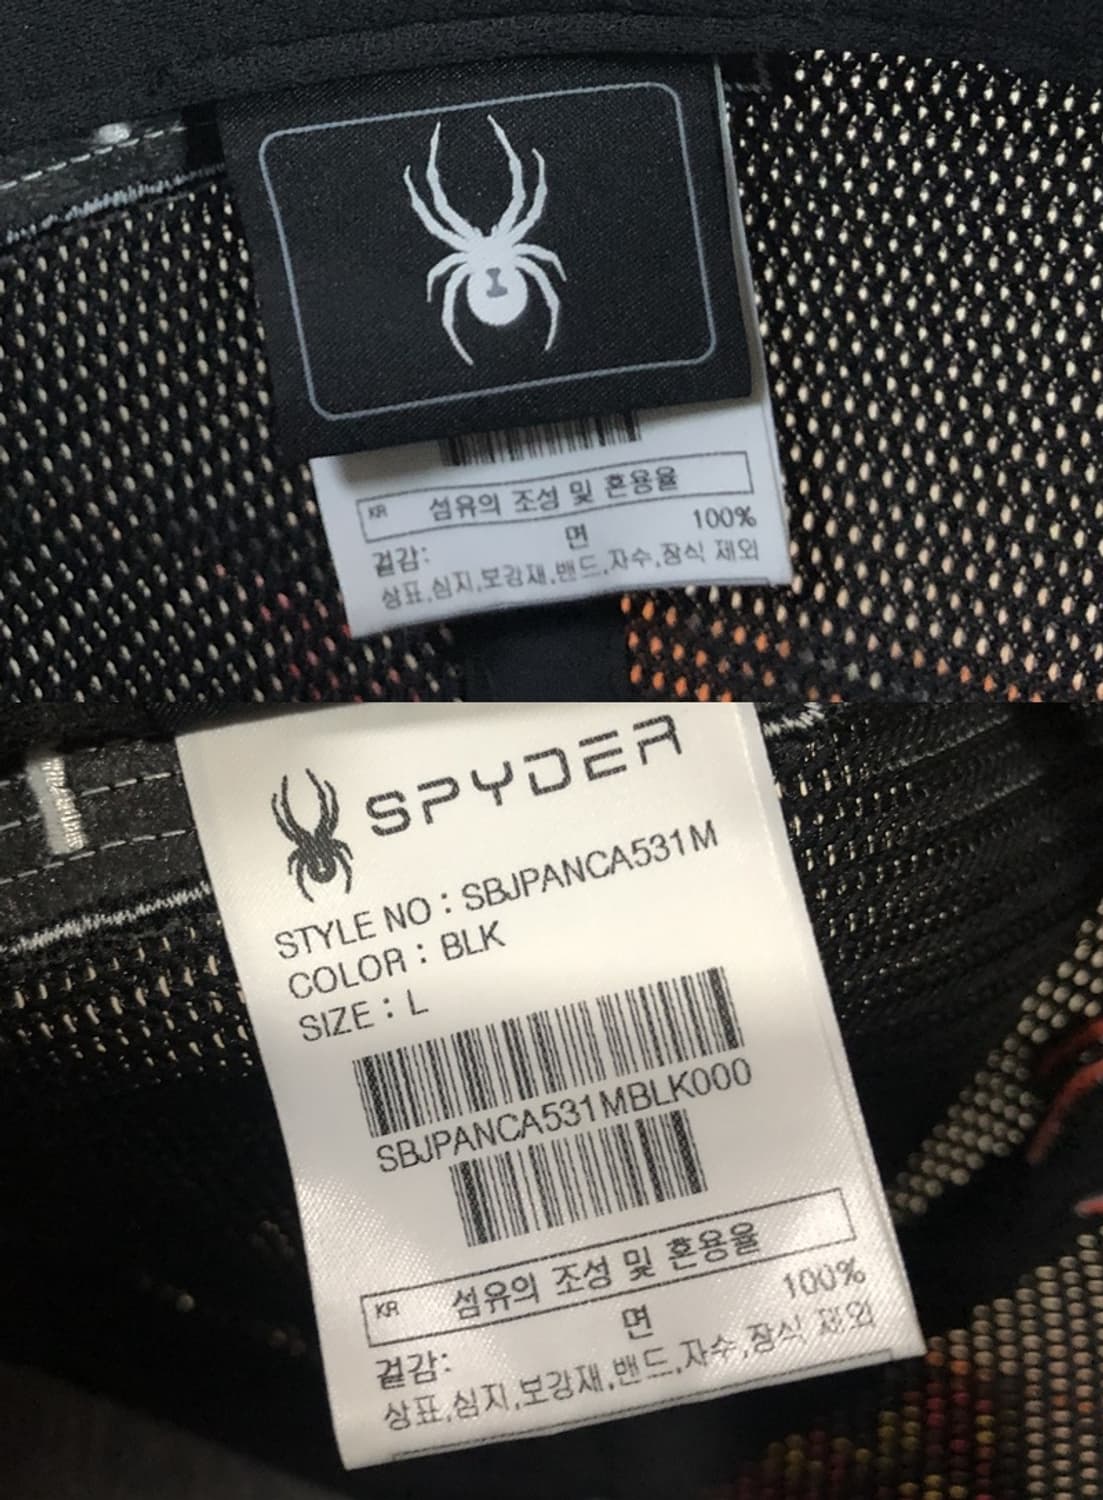 KR 섬유의 조성 및 혼용율
겉감: 면 100%
상표,심지,보강재,밴드,자수,장식 제외
SPYDER
STYLE NO : SBJPANCA531M
COLOR : BLK
SIZE : L
SBJPANCA531MBLK000
KR 섬유의 조성 및 혼용율
겉감: 면 100%
상표,심지,보강재,밴드,자수,장식 제외